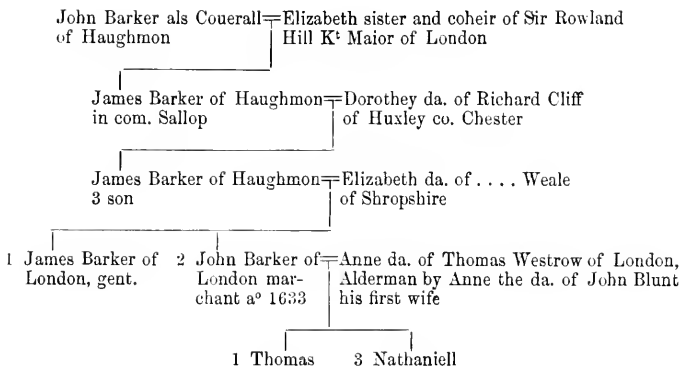 John Barker als Couerall=Elizabeth sister and coheir of Sir Rowland
of Haughmon Hill Kt Maior of London
James Barker of Haughmon=Dorothey da. of Richard Cliff
in com. Sallop of Huxley co. Chester
James Barker of Haughmon=Elizabeth da. of . . . . Weale
3 son of Shropshire
1 James Barker of 2 John Barker of=Anne da. of Thomas Westrow of London,
London, gent. London mar- Alderman by Anne the da. of John Blunt
chant aº 1633 his first wife
1 Thomas 3 Nathaniell